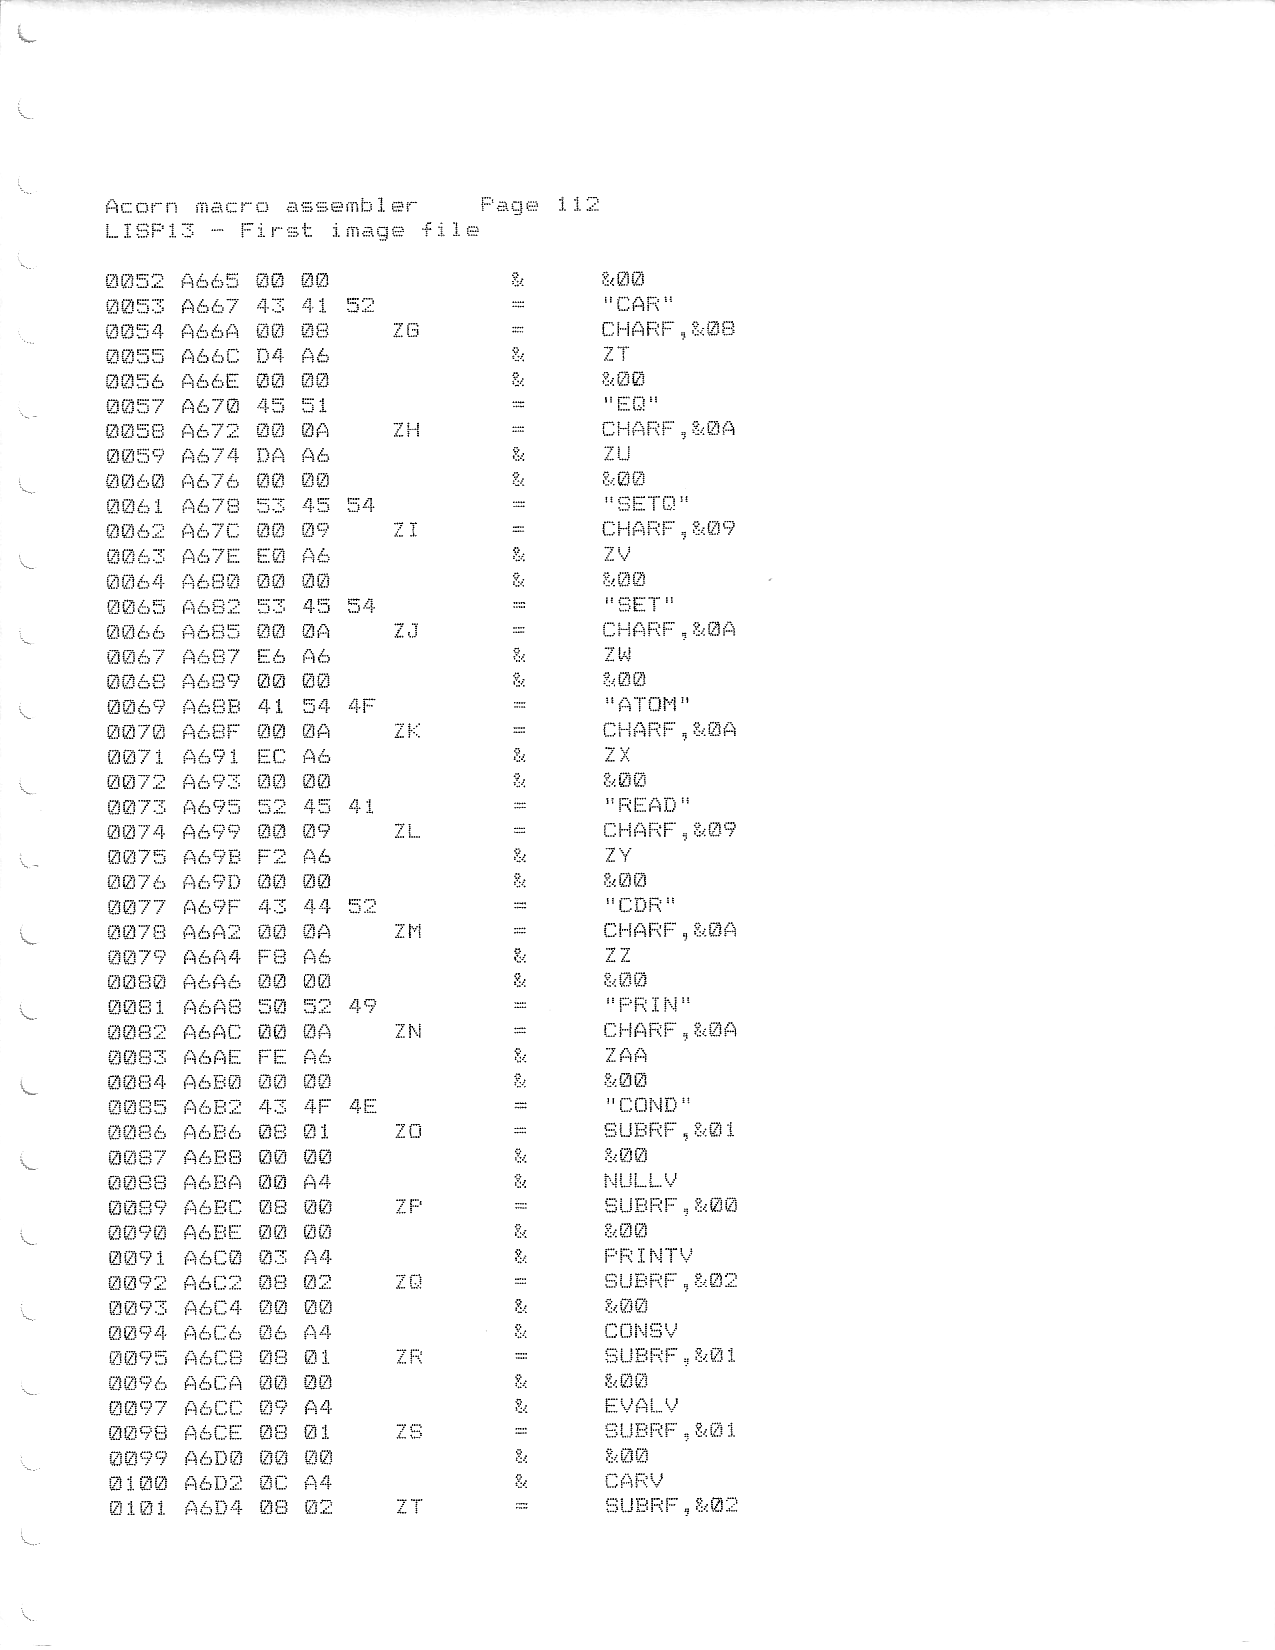 Acorn macro assembler    Page 112
LISP13 - First image file
0052 A665 00 00            &     &00
0053 A667 43 41 52         =     "CAR"
0054 A66A 00 08    ZG      =     CHARF,&08
0055 A66C D4 A6            &     ZT
0056 A66E 00 00            &     &00
0057 A670 45 51            =     "EQ"
0058 A672 00 0A    ZH      =     CHARF,&0A
0059 A674 DA A6            &     ZU
0060 A676 00 00            &     &00
0061 A678 53 45 54         =     "SETQ"
0062 A67C 00 09    ZI      =     CHARF,&09
0063 A67E E0 A6            &     ZV
0064 A680 00 00            &     &00
0065 A682 53 45 54         =     "SET"
0066 A685 00 0A    ZJ      =     CHARF,&0A
0067 A687 E6 A6            &     ZW
0068 A689 00 00            &     &00
0069 A68B 41 54 4F         =     "ATOM"
0070 A68F 00 0A    ZK      =     CHARF,&0A
0071 A691 EC A6            &     ZX
0072 A693 00 00            &     &00
0073 A695 52 45 41         =     "READ"
0074 A699 00 09    ZL      =     CHARF,&09
0075 A69B F2 A6            &     ZY
0076 A69D 00 00            &     &00
0077 A69F 43 44 52         =     "CDR"
0078 A6A2 00 0A    ZM      =     CHARF,&0A
0079 A6A4 F8 A6            &     ZZ
0080 A6A6 00 00            &     &00
0081 A6A8 50 52 49         =     "PRIN"
0082 A6AC 00 0A    ZN      =     CHARF,&0A
0083 A6AE FE A6            &     ZAA
0084 A6B0 00 00            &     &00
0085 A6B2 43 4F 4E         =     "COND"
0086 A6B6 08 01    ZO      =     SUBRF,&01
0087 A6B8 00 00            &     &00
0088 A6BA 00 A4            &     NULLV
0089 A6BC 08 00    ZP      =     SUBRF,&00
0090 A6BE 00 00            &     &00
0091 A6C0 03 A4            &     PRINTV
0092 A6C2 08 02    ZQ      =     SUBRF,&02
0093 A6C4 00 00            &     &00
0094 A6C6 06 A4            &     CONSV
0095 A6C8 08 01    ZR      =     SUBRF,&01
0096 A6CA 00 00            &     &00
0097 A6CC 09 A4            &     EVALV
0098 A6CE 08 01    ZS      =     SUBRF,&01
0099 A6D0 00 00            &     &00
0100 A6D2 0C A4            &     CARV
0101 A6D4 08 02    ZT      =     SUBRF,&02